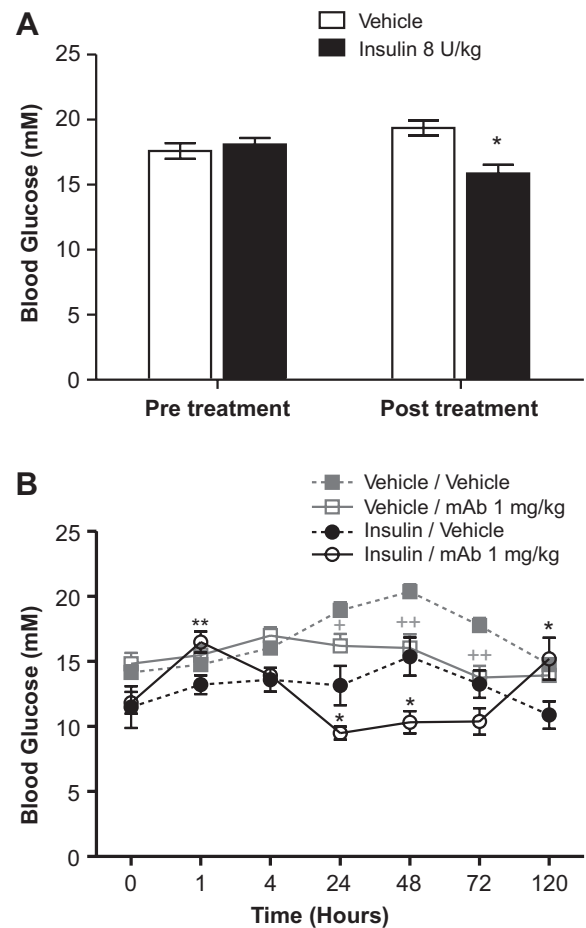 A
Vehicle
Insulin 8 U/kg
25
20
15
10
5
0
Blood Glucose (mM)
*
Pre treatment
Post treatment
B
Vehicle / Vehicle
Vehicle / mAb 1 mg/kg
Insulin / Vehicle
Insulin / mAb 1 mg/kg
25
20
15
10
5
0
Blood Glucose (mM)
**
+
++
++
*
*
*
0 1 4 24 48 72 120
Time (Hours)